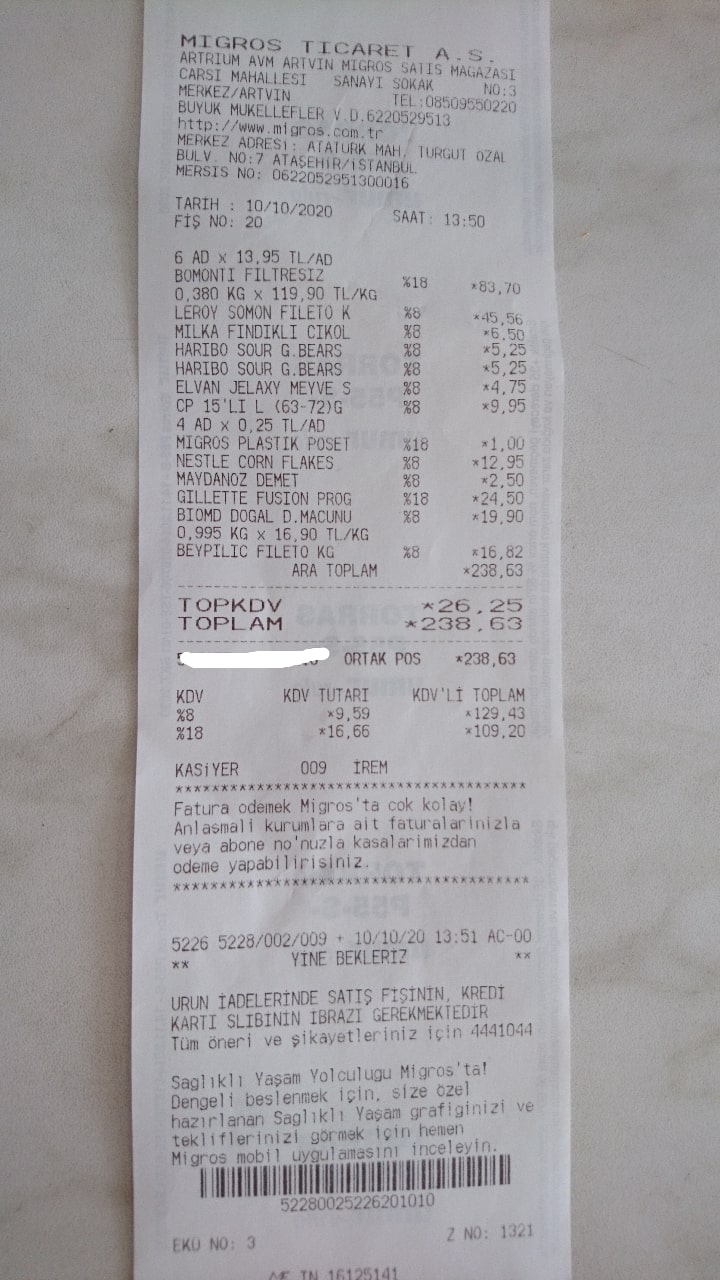 MIGROS TICARET A.S.
ARTRIUM AVM ARTVIN MIGROS SATIS MAGAZASI
CARSI MAHALLESI SANAYI SOKAK NO:3
MERKEZ/ARTVIN TEL:08509550220
BUYUK MUKELLEFLER V.D.6220529513
http://www.migros.com.tr
MERKEZ ADRESİ: ATATURK MAH. TURGUT OZAL
BULV. NO:7 ATAŞEHİR/İSTANBUL
MERSIS NO: 0622052951300016
TARİH : 10/10/2020 SAAT: 13:50
FİŞ NO: 20
6 AD x 13,95 TL/AD
BOMONTI FILTRESIZ %18 *83,70
0,380 KG x 119,90 TL/KG
LEROY SOMON FILETO K %8 *45,56
MILKA FINDIKLI CIKOL %8 *6,50
HARIBO SOUR G.BEARS %8 *5,25
HARIBO SOUR G.BEARS %8 *5,25
ELVAN JELAXY MEYVE S %8 *4,75
CP 15'LI L (63-72)G %8 *9,95
4 AD x 0,25 TL/AD
MIGROS PLASTIK POSET %18 *1,00
NESTLE CORN FLAKES %8 *12,95
MAYDANOZ DEMET %8 *2,50
GILLETTE FUSION PROG %18 *24,50
BIOMD DOGAL D.MACUNU %8 *19,90
0,995 KG x 16,90 TL/KG
BEYPILIC FILETO KG %8 *16,82
ARA TOPLAM *238,63
TOPKDV *26,25
TOPLAM *238,63
ORTAK POS *238,63
KDV KDV TUTARI KDV'Lİ TOPLAM
%8 *9,59 *129,43
%18 *16,66 *109,20
KASİYER 009 İREM
****************************************
Fatura odemek Migros'ta cok kolay!
Anlasmali kurumlara ait faturalarinizla
veya abone no'nuzla kasalarimizdan
odeme yapabilirisiniz.
****************************************
5226 5228/002/009 + 10/10/20 13:51 AC-00
** YİNE BEKLERİZ **
URUN İADELERINDE SATIŞ FİŞİNIN, KREDI
KARTI SLIBININ IBRAZI GEREKMEKTEDIR
Tüm öneri ve şikayetleriniz için 4441044
Saglıklı Yaşam Yolculugu Migros'ta!
Dengeli beslenmek için, size özel
hazırlanan Saglıklı Yaşam grafiginizi ve
tekliflerinizi görmek için hemen
Migros mobil uygulamasını inceleyin.
52280025226201010
EKU NO: 3 Z NO: 1321
MF IN 16125141